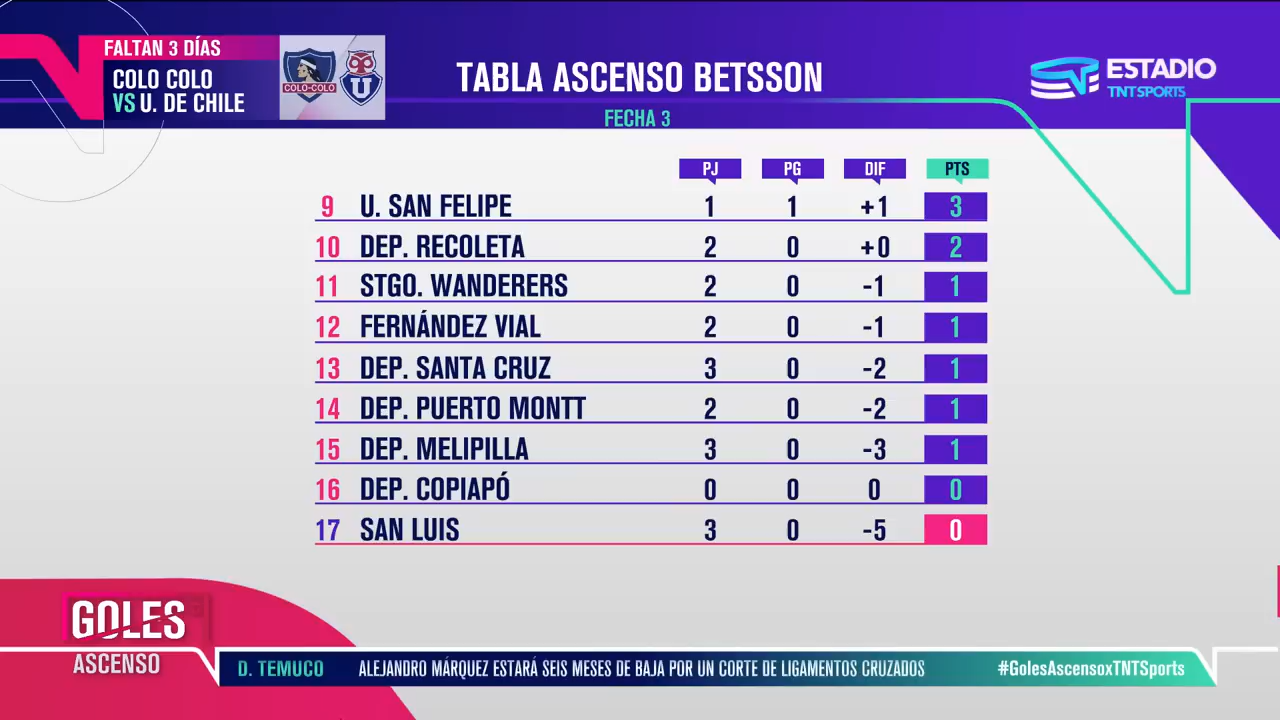 FALTAN 3 DÍAS
COLO COLO
VS U. DE CHILE
COLO-COLO
U
TABLA ASCENSO BETSSON
FECHA 3
ESTADIO
TNT SPORTS
PJ PG DIF PTS
9 U. SAN FELIPE 1 1 +1 3
10 DEP. RECOLETA 2 0 +0 2
11 STGO. WANDERERS 2 0 -1 1
12 FERNÁNDEZ VIAL 2 0 -1 1
13 DEP. SANTA CRUZ 3 0 -2 1
14 DEP. PUERTO MONTT 2 0 -2 1
15 DEP. MELIPILLA 3 0 -3 1
16 DEP. COPIAPÓ 0 0 0 0
17 SAN LUIS 3 0 -5 0
GOLES
ASCENSO
D. TEMUCO ALEJANDRO MÁRQUEZ ESTARÁ SEIS MESES DE BAJA POR UN CORTE DE LIGAMENTOS CRUZADOS #GolesAscensoxTNTSports